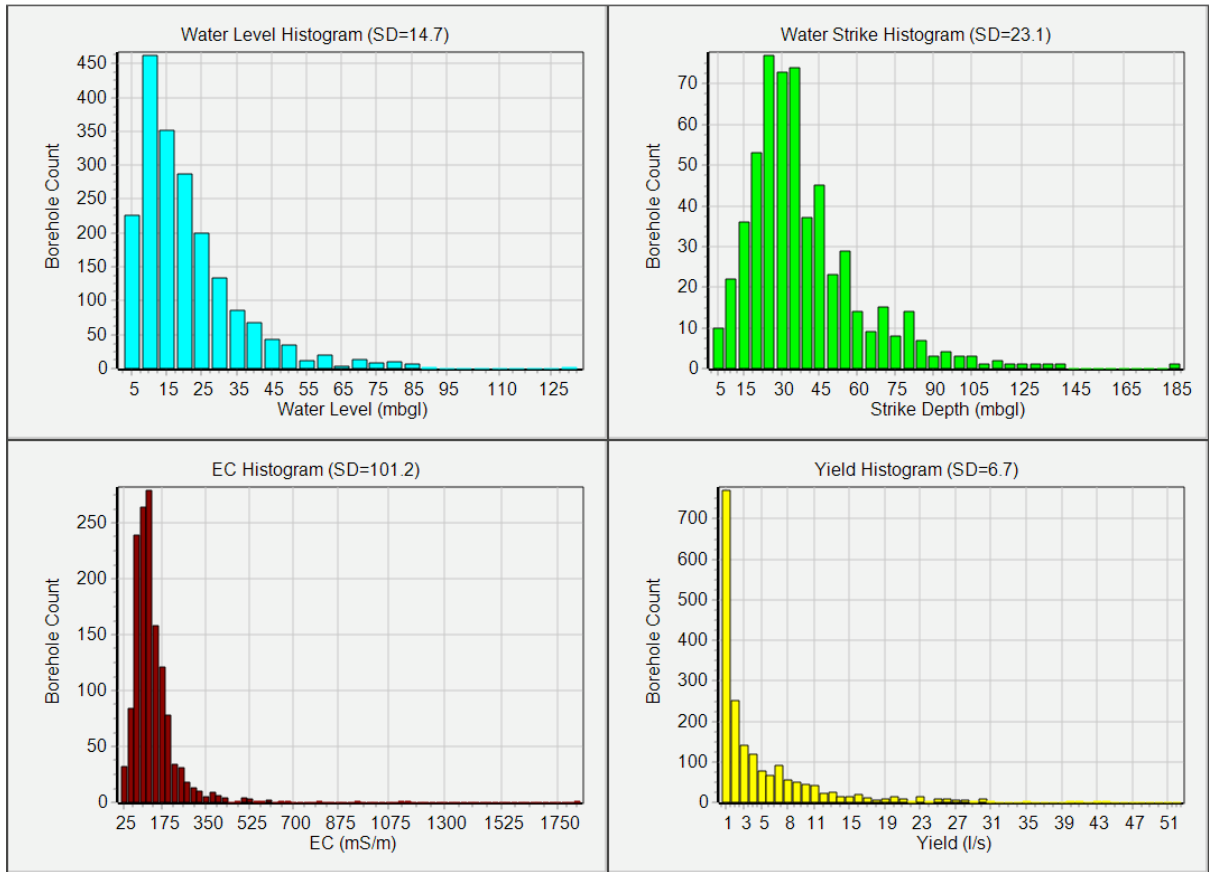 Water Level Histogram (SD=14.7)
450
400
350
300
250
200
150
100
50
0
Borehole Count
5 15 25 35 45 55 65 75 85 95 110 125
Water Level (mbgl)
Water Strike Histogram (SD=23.1)
70
60
50
40
30
20
10
0
Borehole Count
5 15 30 45 60 75 90 105 125 145 165 185
Strike Depth (mbgl)
EC Histogram (SD=101.2)
250
200
150
100
50
0
Borehole Count
25 175 350 525 700 875 1075 1300 1525 1750
EC (mS/m)
Yield Histogram (SD=6.7)
700
600
500
400
300
200
100
0
Borehole Count
1 3 5 8 11 15 19 23 27 31 35 39 43 47 51
Yield (l/s)